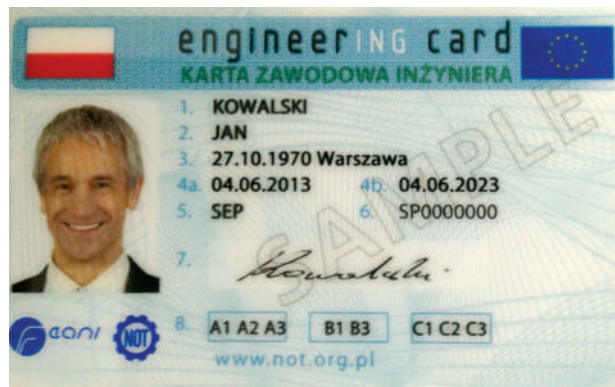 engineerING card
KARTA ZAWODOWA INŻYNIERA
1. KOWALSKI
2. JAN
3. 27.10.1970 Warszawa
4a. 04.06.2013 4b. 04.06.2023
5. SEP 6. SP0000000
7. Kowalski
8. A1 A2 A3 B1 B3 C1 C2 C3
feani NOT
www.not.org.pl
SAMPLE